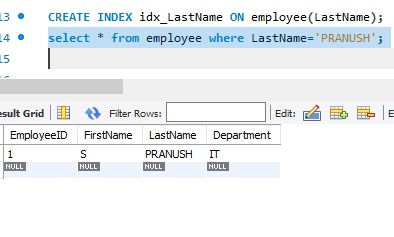 13 CREATE INDEX idx_LastName ON employee(LastName);
14 select * from employee where LastName='PRANUSH';
15
Result Grid Filter Rows: Edit:
EmployeeID FirstName LastName Department
1 S PRANUSH IT
NULL NULL NULL NULL